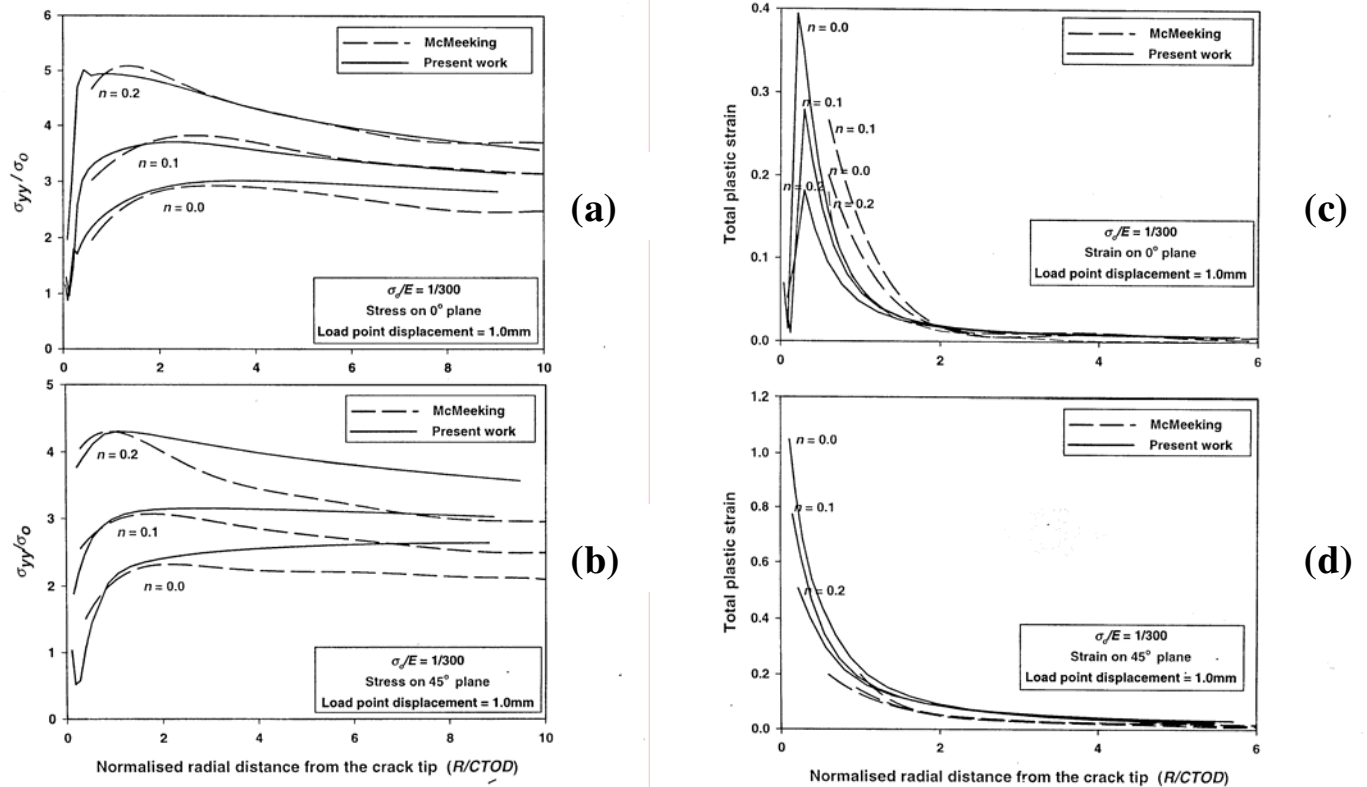 6
5
4
3
2
1
0
σyy/σo
0
2
4
6
8
10
McMeeking
Present work
n = 0.2
n = 0.1
n = 0.0
σo/E = 1/300
Stress on 0° plane
Load point displacement = 1.0mm
(a)
5
4
3
2
1
0
σyy/σo
0
2
4
6
8
10
McMeeking
Present work
n = 0.2
n = 0.1
n = 0.0
σo/E = 1/300
Stress on 45° plane
Load point displacement = 1.0mm
Normalised radial distance from the crack tip (R/CTOD)
(b)
0.4
0.3
0.2
0.1
0.0
Total plastic strain
0
2
4
6
McMeeking
Present work
n = 0.0
n = 0.1
n = 0.1
n = 0.0
n = 0.2
n = 0.2
σo/E = 1/300
Strain on 0° plane
Load point displacement = 1.0mm
(c)
1.2
1.0
0.8
0.6
0.4
0.2
0.0
Total plastic strain
0
2
4
6
McMeeking
Present work
n = 0.0
n = 0.1
n = 0.2
σo/E = 1/300
Strain on 45° plane
Load point displacement = 1.0mm
Normalised radial distance from the crack tip (R/CTOD)
(d)